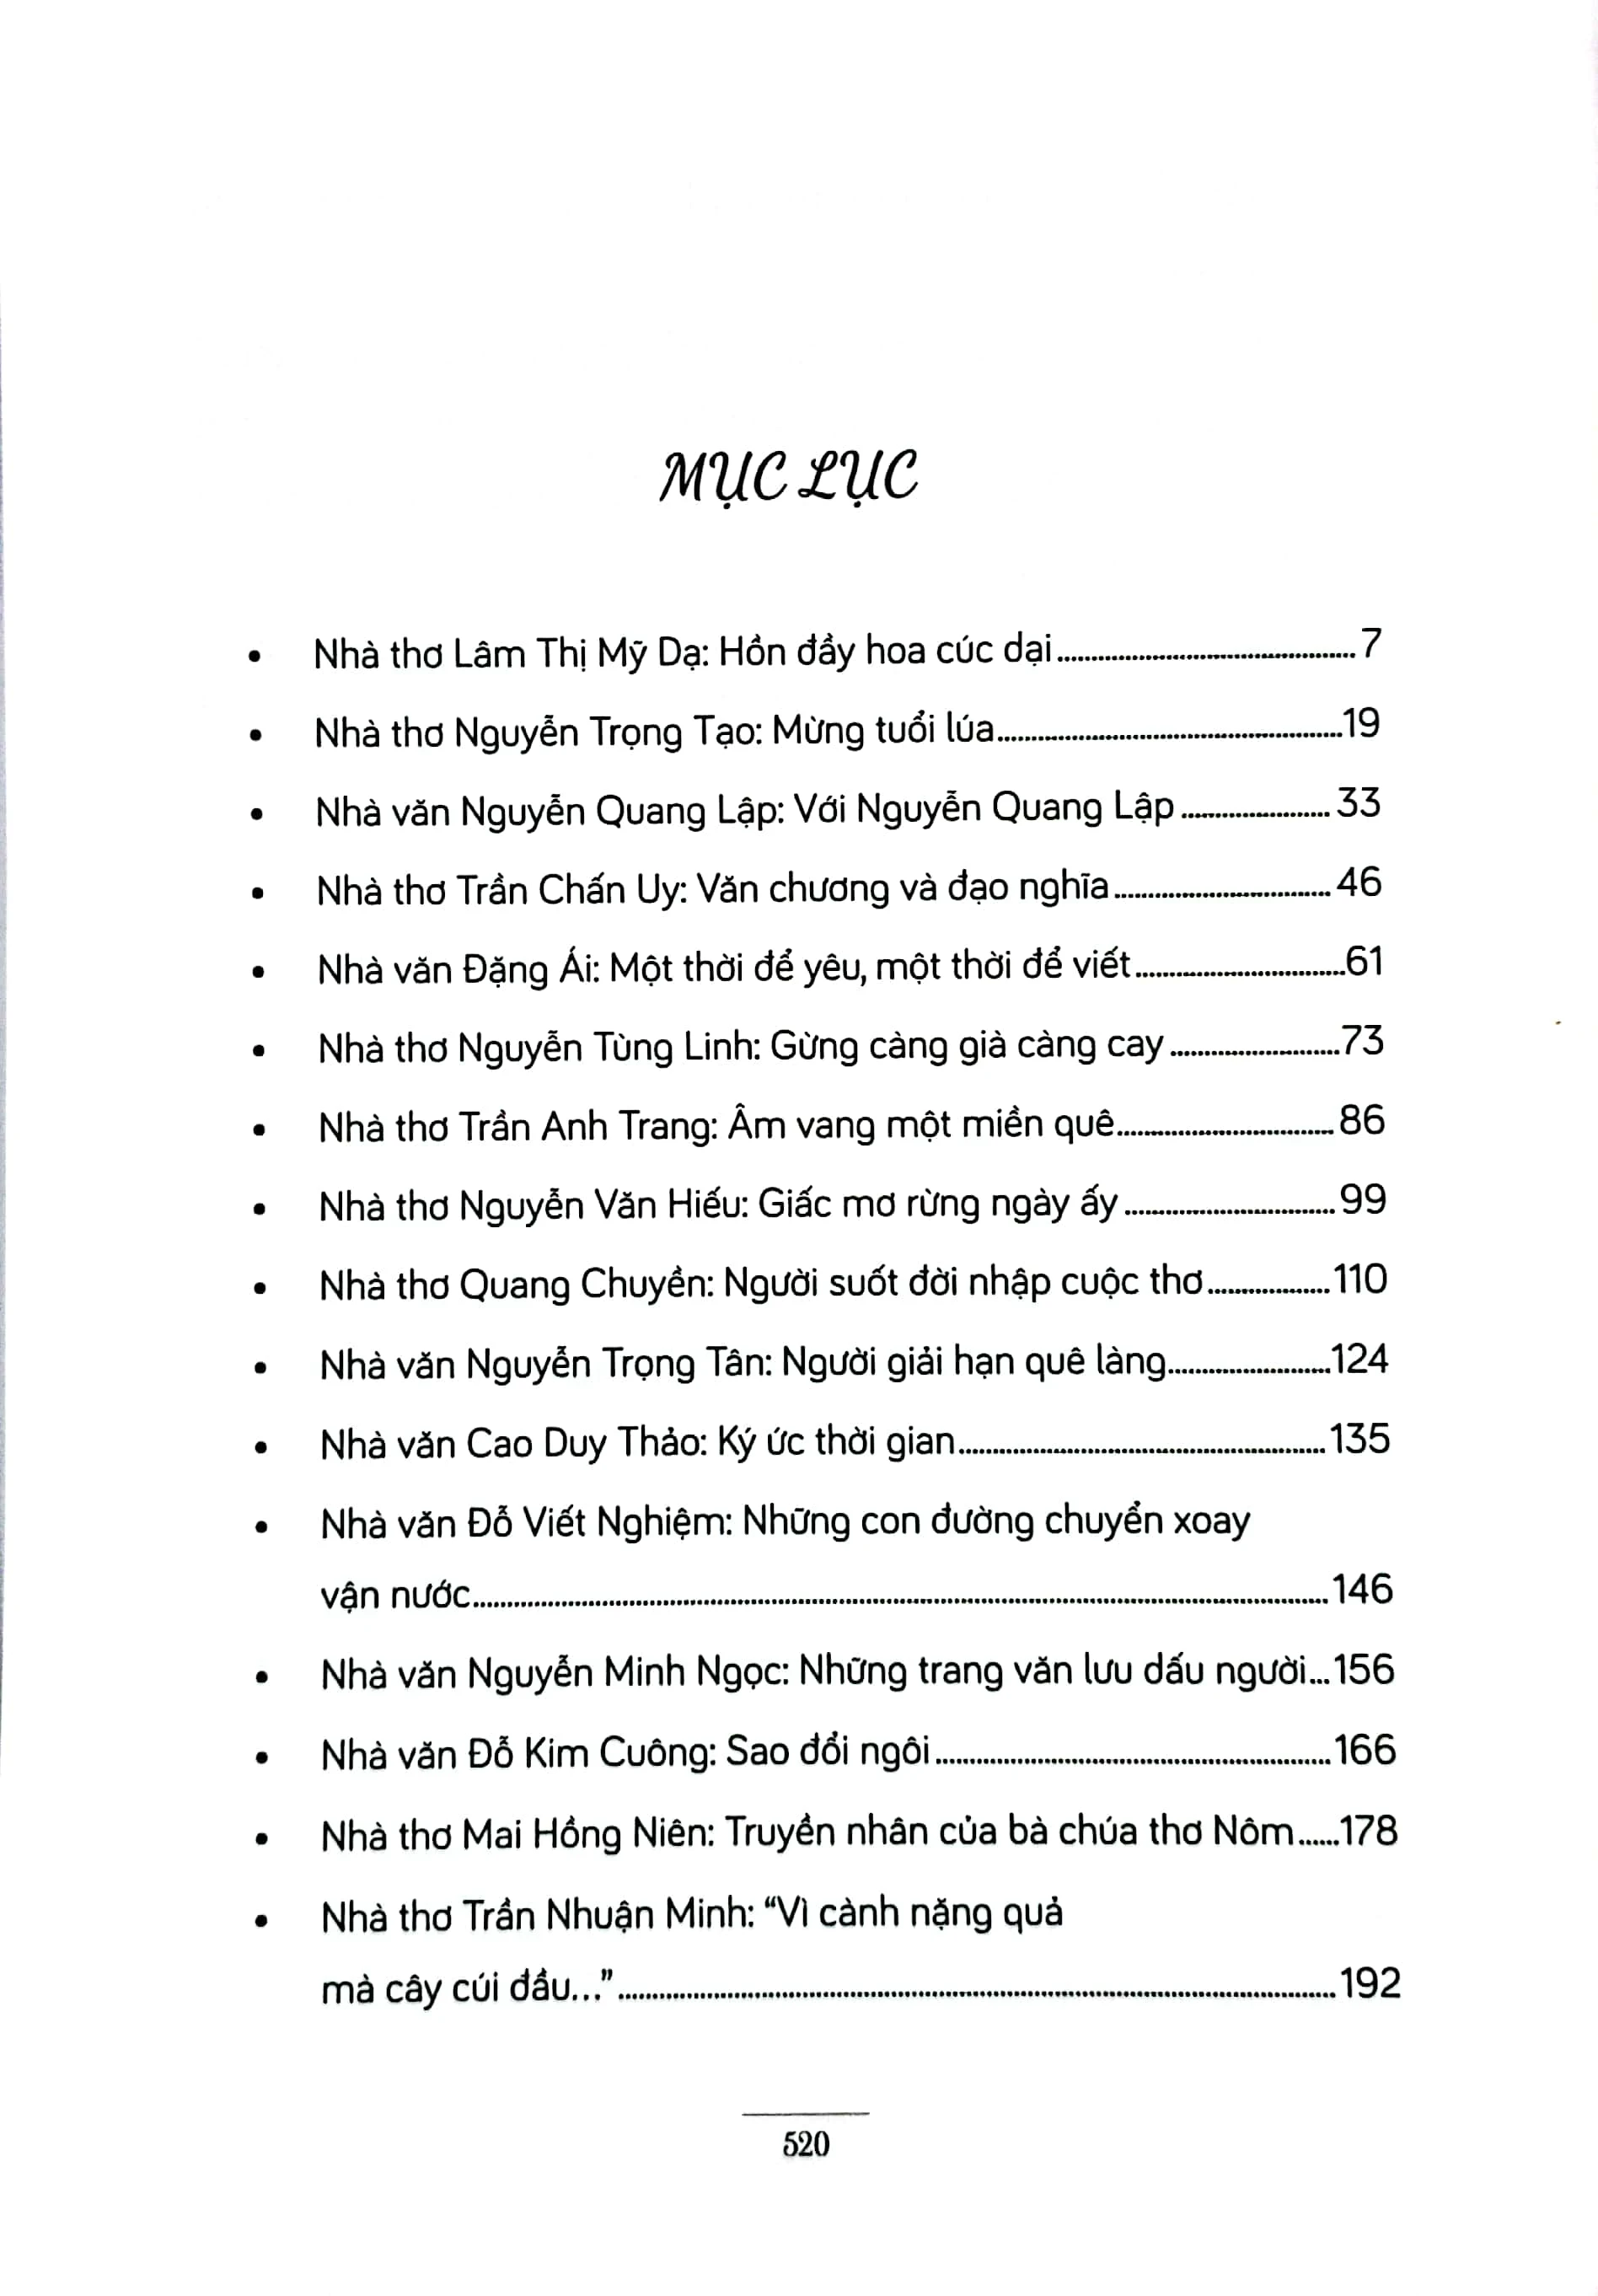 MỤC LỤC
• Nhà thơ Lâm Thị Mỹ Dạ: Hồn đầy hoa cúc dại.............................................7
• Nhà thơ Nguyễn Trọng Tạo: Mừng tuổi lúa....................................................19
• Nhà văn Nguyễn Quang Lập: Với Nguyễn Quang Lập......................33
• Nhà thơ Trần Chấn Uy: Văn chương và đạo nghĩa................................46
• Nhà văn Đặng Ái: Một thời để yêu, một thời để viết...............................61
• Nhà thơ Nguyễn Tùng Linh: Gừng càng già càng cay.........................73
• Nhà thơ Trần Anh Trang: Âm vang một miền quê................................86
• Nhà thơ Nguyễn Văn Hiếu: Giấc mơ rừng ngày ấy...............................99
• Nhà thơ Quang Chuyền: Người suốt đời nhập cuộc thơ..................110
• Nhà văn Nguyễn Trọng Tân: Người giải hạn quê làng........................124
• Nhà văn Cao Duy Thảo: Ký ức thời gian......................................................135
• Nhà văn Đỗ Viết Nghiệm: Những con đường chuyển xoay
vận nước...............................................................................................................................146
• Nhà văn Nguyễn Minh Ngọc: Những trang văn lưu dấu người...156
• Nhà văn Đỗ Kim Cuông: Sao đổi ngôi...........................................................166
• Nhà thơ Mai Hồng Niên: Truyền nhân của bà chúa thơ Nôm......178
• Nhà thơ Trần Nhuận Minh: “Vì cành nặng quả
mà cây cúi đầu...”..........................................................................................................192
520